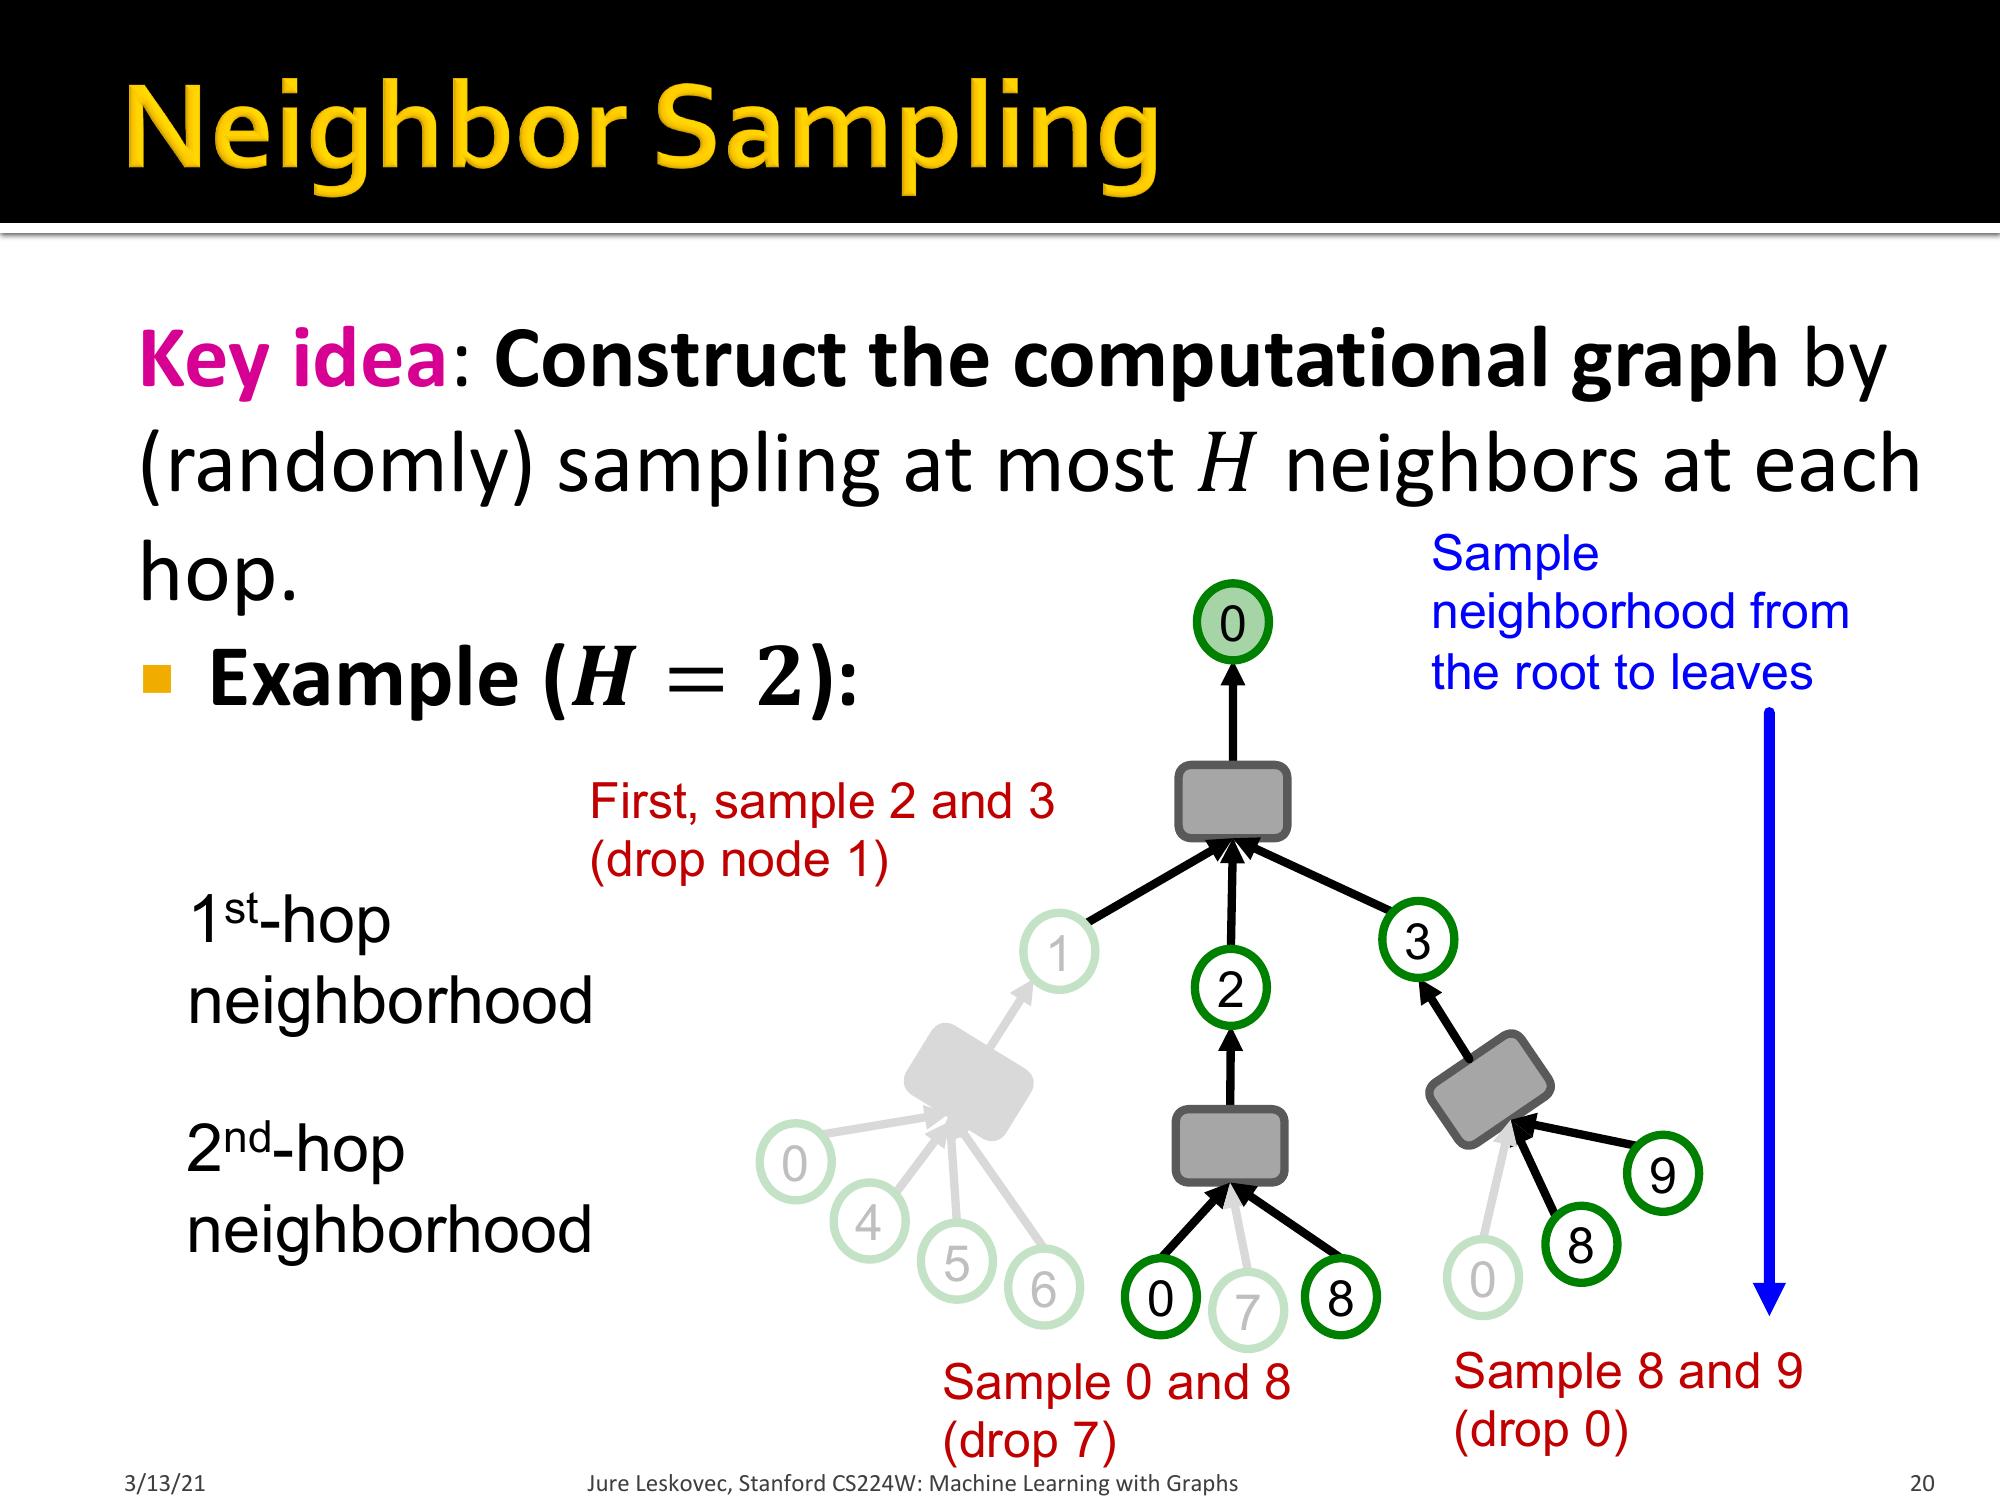 Neighbor Sampling
Key idea: Construct the computational graph by
(randomly) sampling at most H neighbors at each
hop.
Sample
neighborhood from
the root to leaves
Example (H = 2):
0
First, sample 2 and 3
(drop node 1)
1st-hop
neighborhood
1
2
3
2nd-hop
neighborhood
0
4
5
6
0
7
8
0
8
9
Sample 0 and 8
(drop 7)
Sample 8 and 9
(drop 0)
3/13/21
Jure Leskovec, Stanford CS224W: Machine Learning with Graphs
20